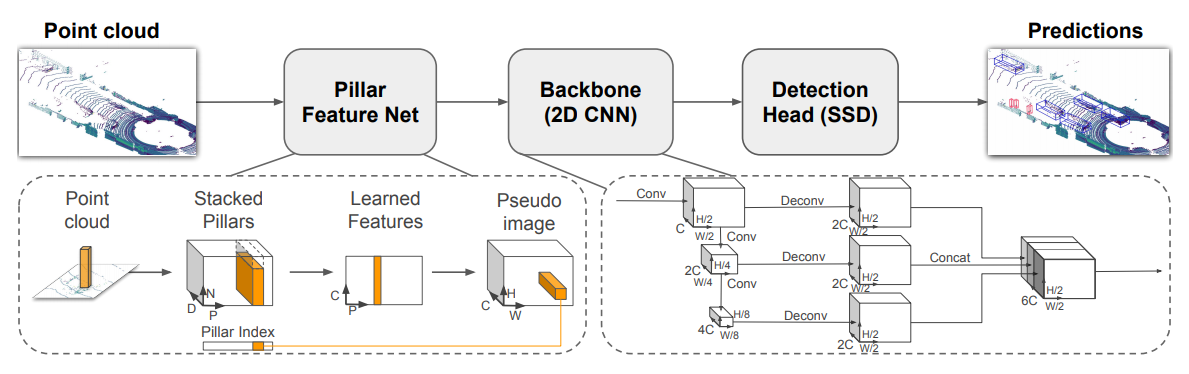 Point cloud
Pillar
Feature Net
Backbone
(2D CNN)
Detection
Head (SSD)
Predictions
Point
cloud
Stacked
Pillars
Learned
Features
Pseudo
image
D
N
P
C
P
C
H
W
Pillar Index
Conv
C
H/2
W/2
Conv
2C
H/4
W/4
Conv
4C
H/8
W/8
Deconv
2C
H/2
W/2
Deconv
2C
H/2
W/2
Deconv
2C
H/2
W/2
Concat
6C
H/2
W/2